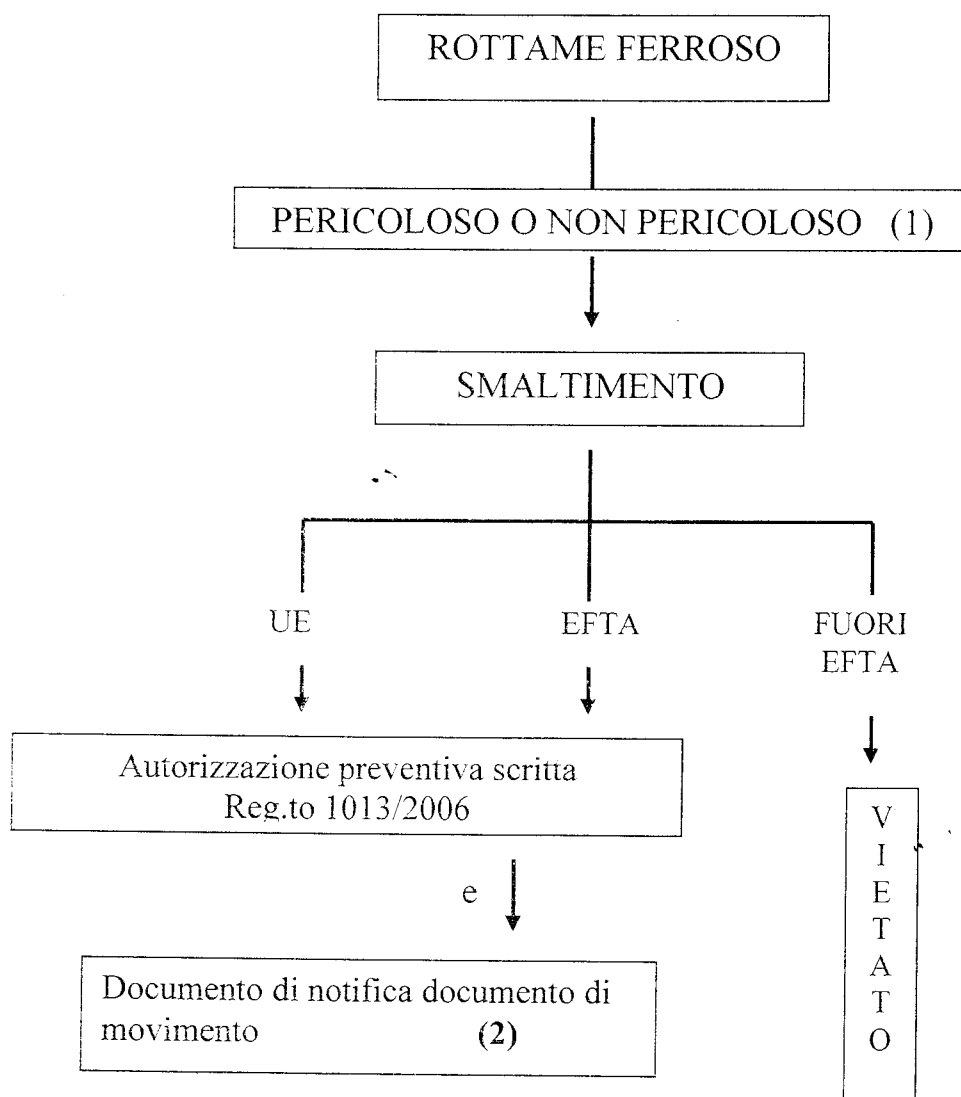 ROTTAME FERROSO
PERICOLOSO O NON PERICOLOSO (1)
SMALTIMENTO
UE
EFTA
FUORI
EFTA
Autorizzazione preventiva scritta
Reg.to 1013/2006
e
Documento di notifica documento di
movimento (2)
V
I
E
T
A
T
O